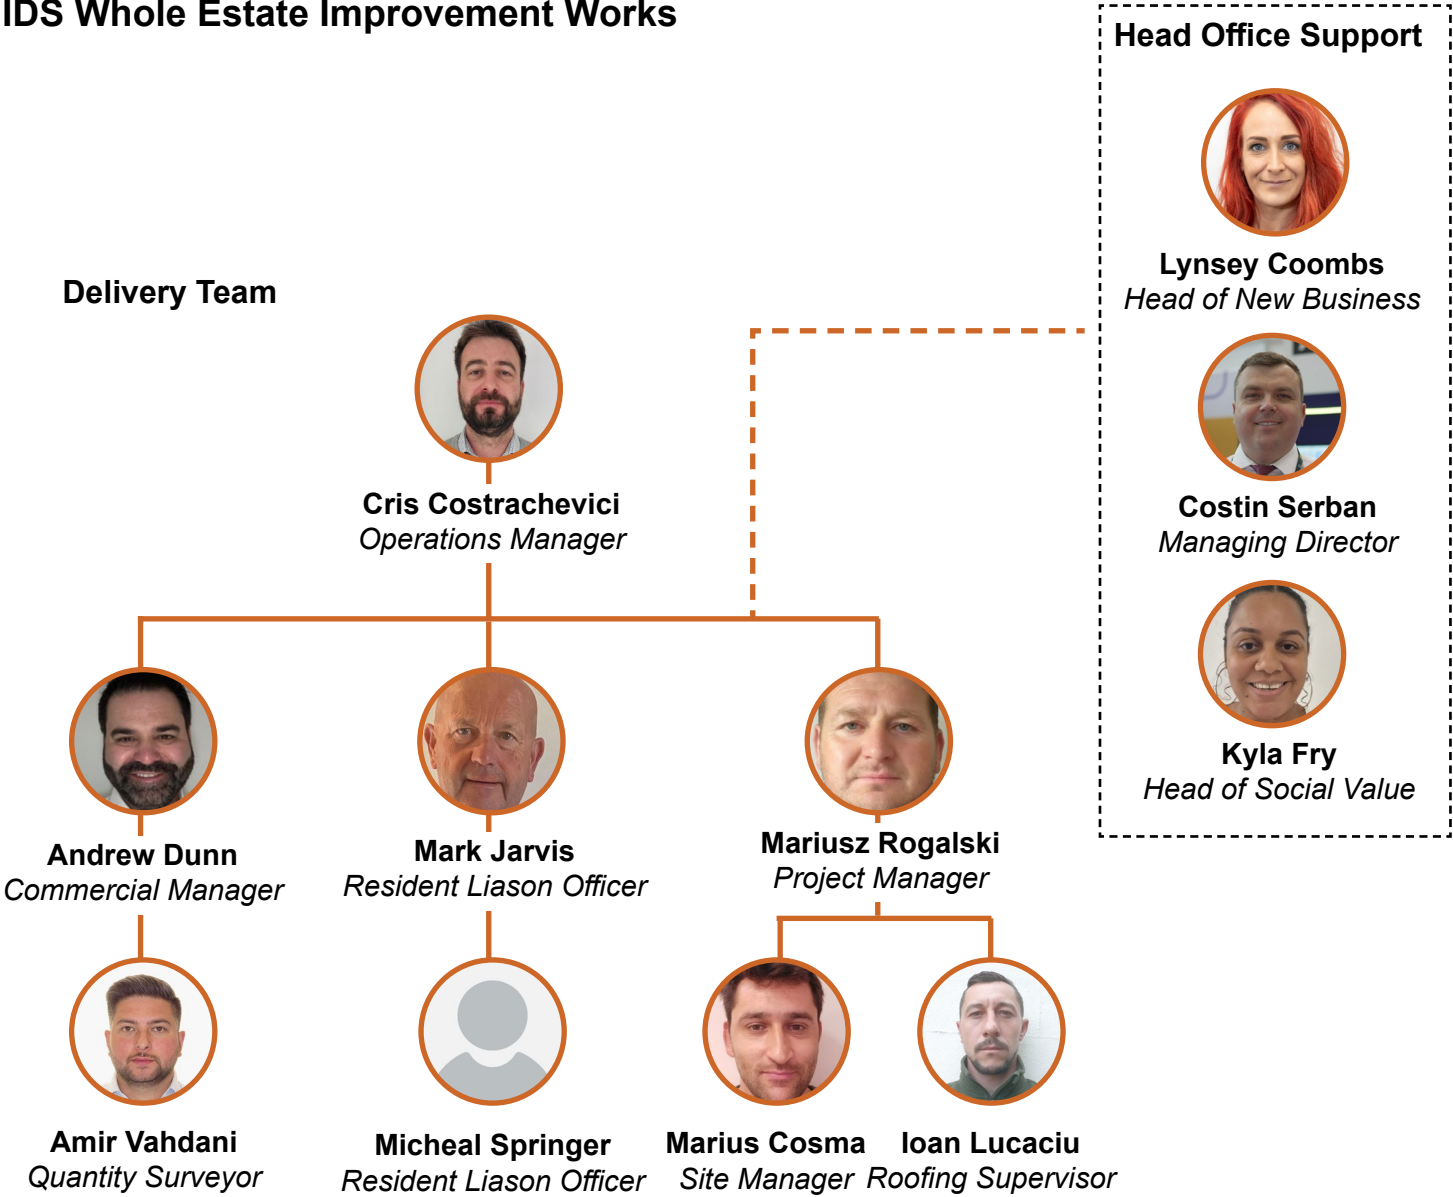 IDS Whole Estate Improvement Works
Head Office Support
Lynsey Coombs
Head of New Business
Costin Serban
Managing Director
Kyla Fry
Head of Social Value
Delivery Team
Cris Costrachevici
Operations Manager
Andrew Dunn
Commercial Manager
Mark Jarvis
Resident Liason Officer
Mariusz Rogalski
Project Manager
Amir Vahdani
Quantity Surveyor
Micheal Springer
Resident Liason Officer
Marius Cosma
Site Manager
Ioan Lucaciu
Roofing Supervisor